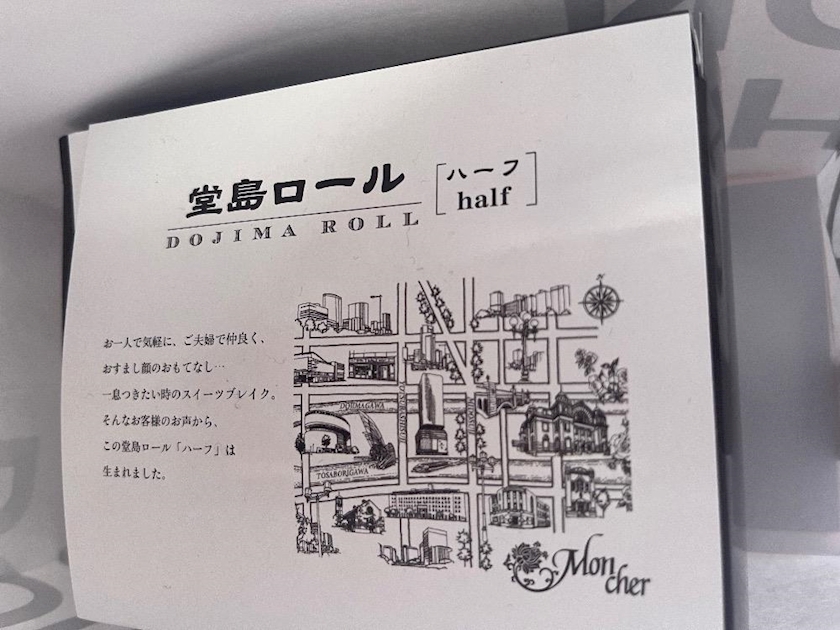 堂島ロール
DOJIMA ROLL
ハーフ
half
お一人で気軽に、ご夫婦で仲良く、
おすまし顔のおもてなし…
一息つきたい時のスイーツブレイク。
そんなお客様のお声から、
この堂島ロール「ハーフ」は
生まれました。
N
DOJIMAGAWA
TOSABORIGAWA
Mon
cher